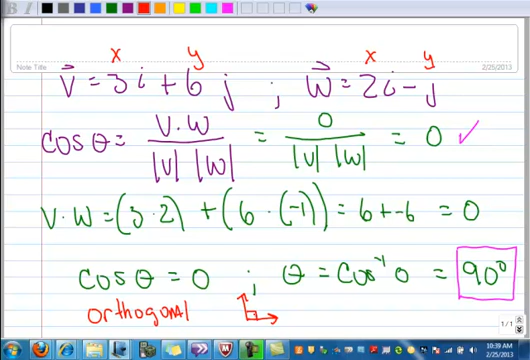 x y x y
Note Title 2/25/2013
v⃗ = 3i + 6j ; w⃗ = 2i - j
cos θ = v·w / |v| |w| = 0 / |v| |w| = 0 ✓
v·w = (3·2) + (6·(-1)) = 6 + -6 = 0
cos θ = 0 ; θ = cos⁻¹ 0 = 90°
orthogonal
1/1
10:39 AM
2/25/2013